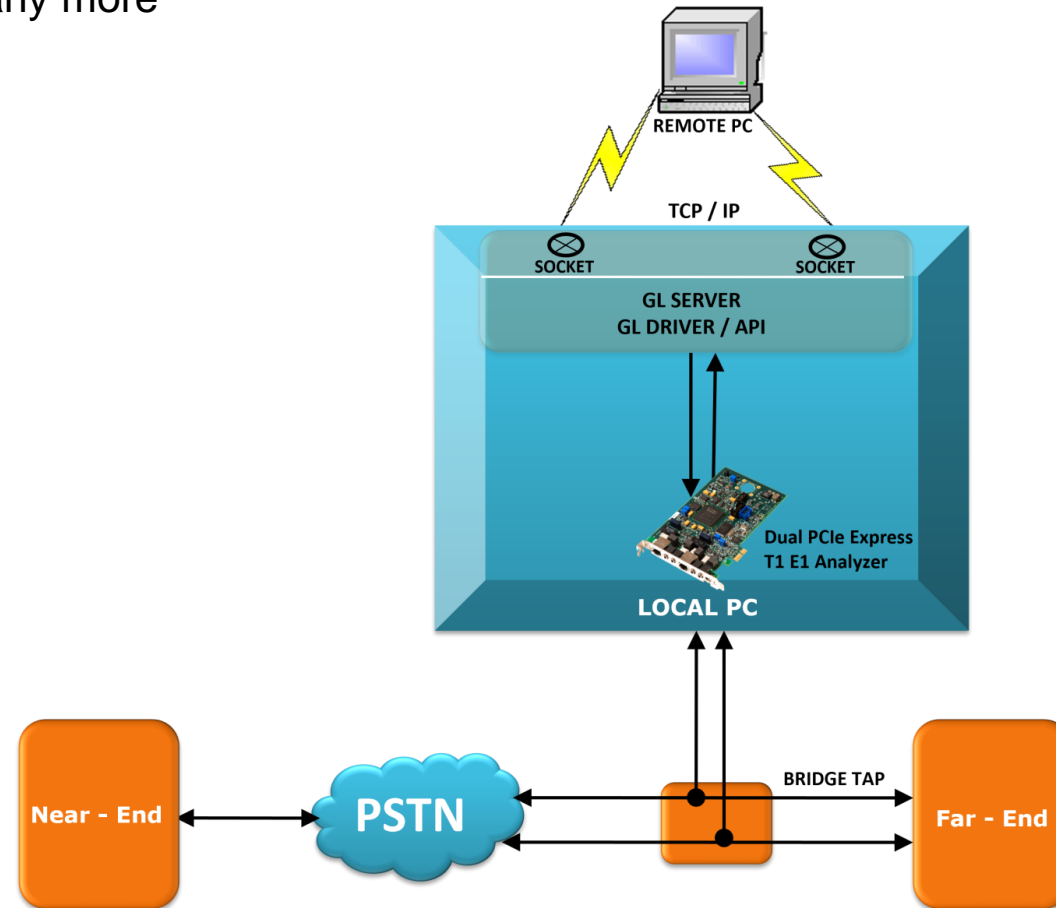 any more
REMOTE PC
TCP / IP
SOCKET
SOCKET
GL SERVER
GL DRIVER / API
Dual PCIe Express
T1 E1 Analyzer
LOCAL PC
BRIDGE TAP
Near - End
PSTN
Far - End